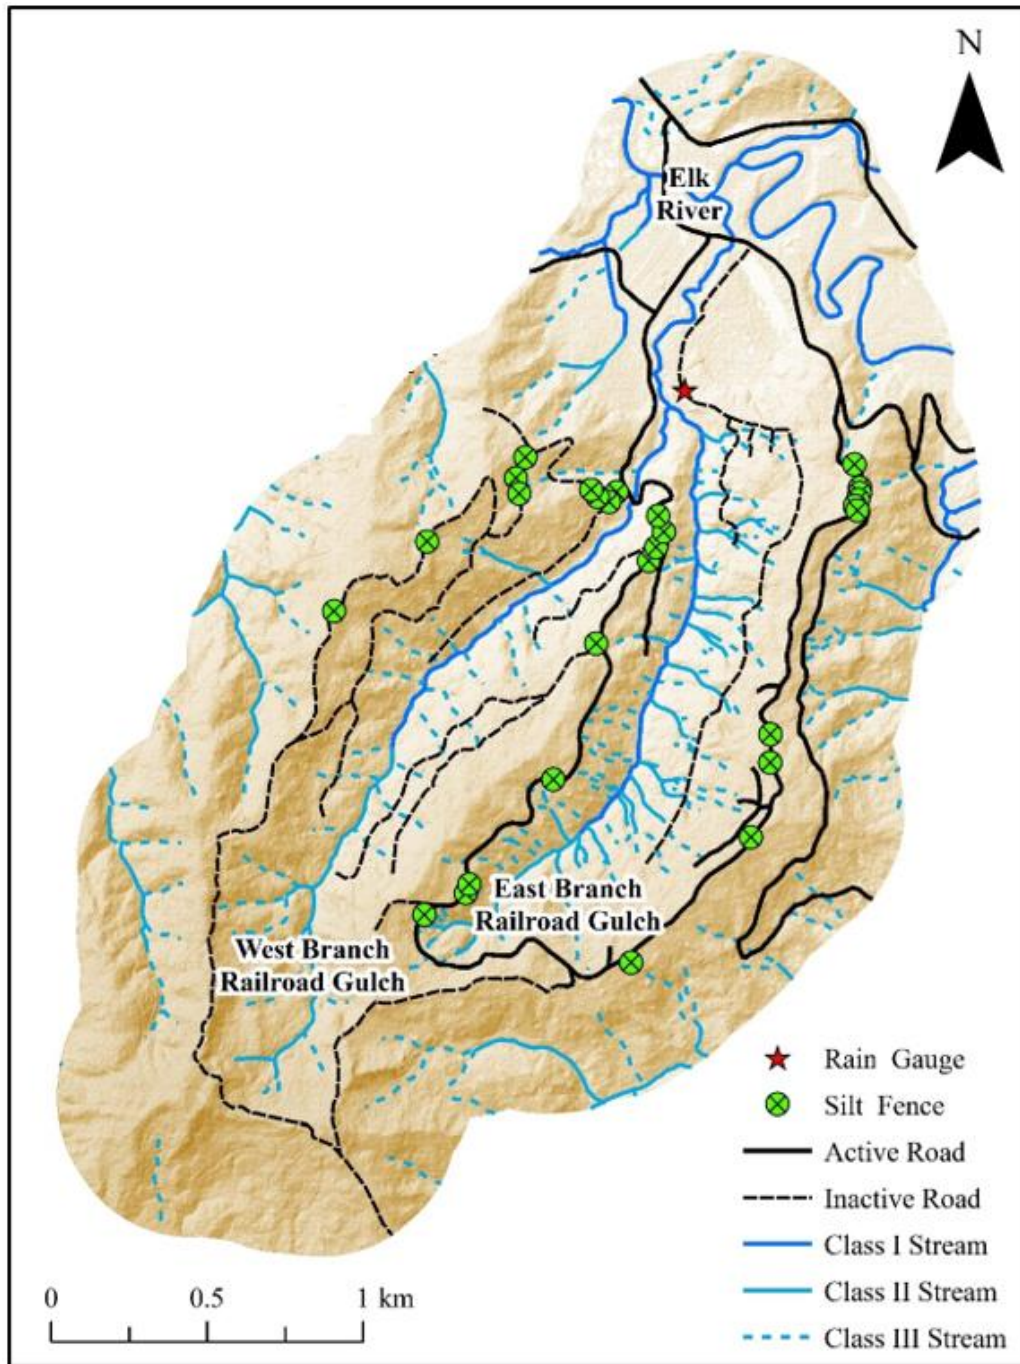 N
Elk
River
East Branch
Railroad Gulch
West Branch
Railroad Gulch
Rain Gauge
Silt Fence
Active Road
Inactive Road
Class I Stream
Class II Stream
Class III Stream
0 0.5 1 km